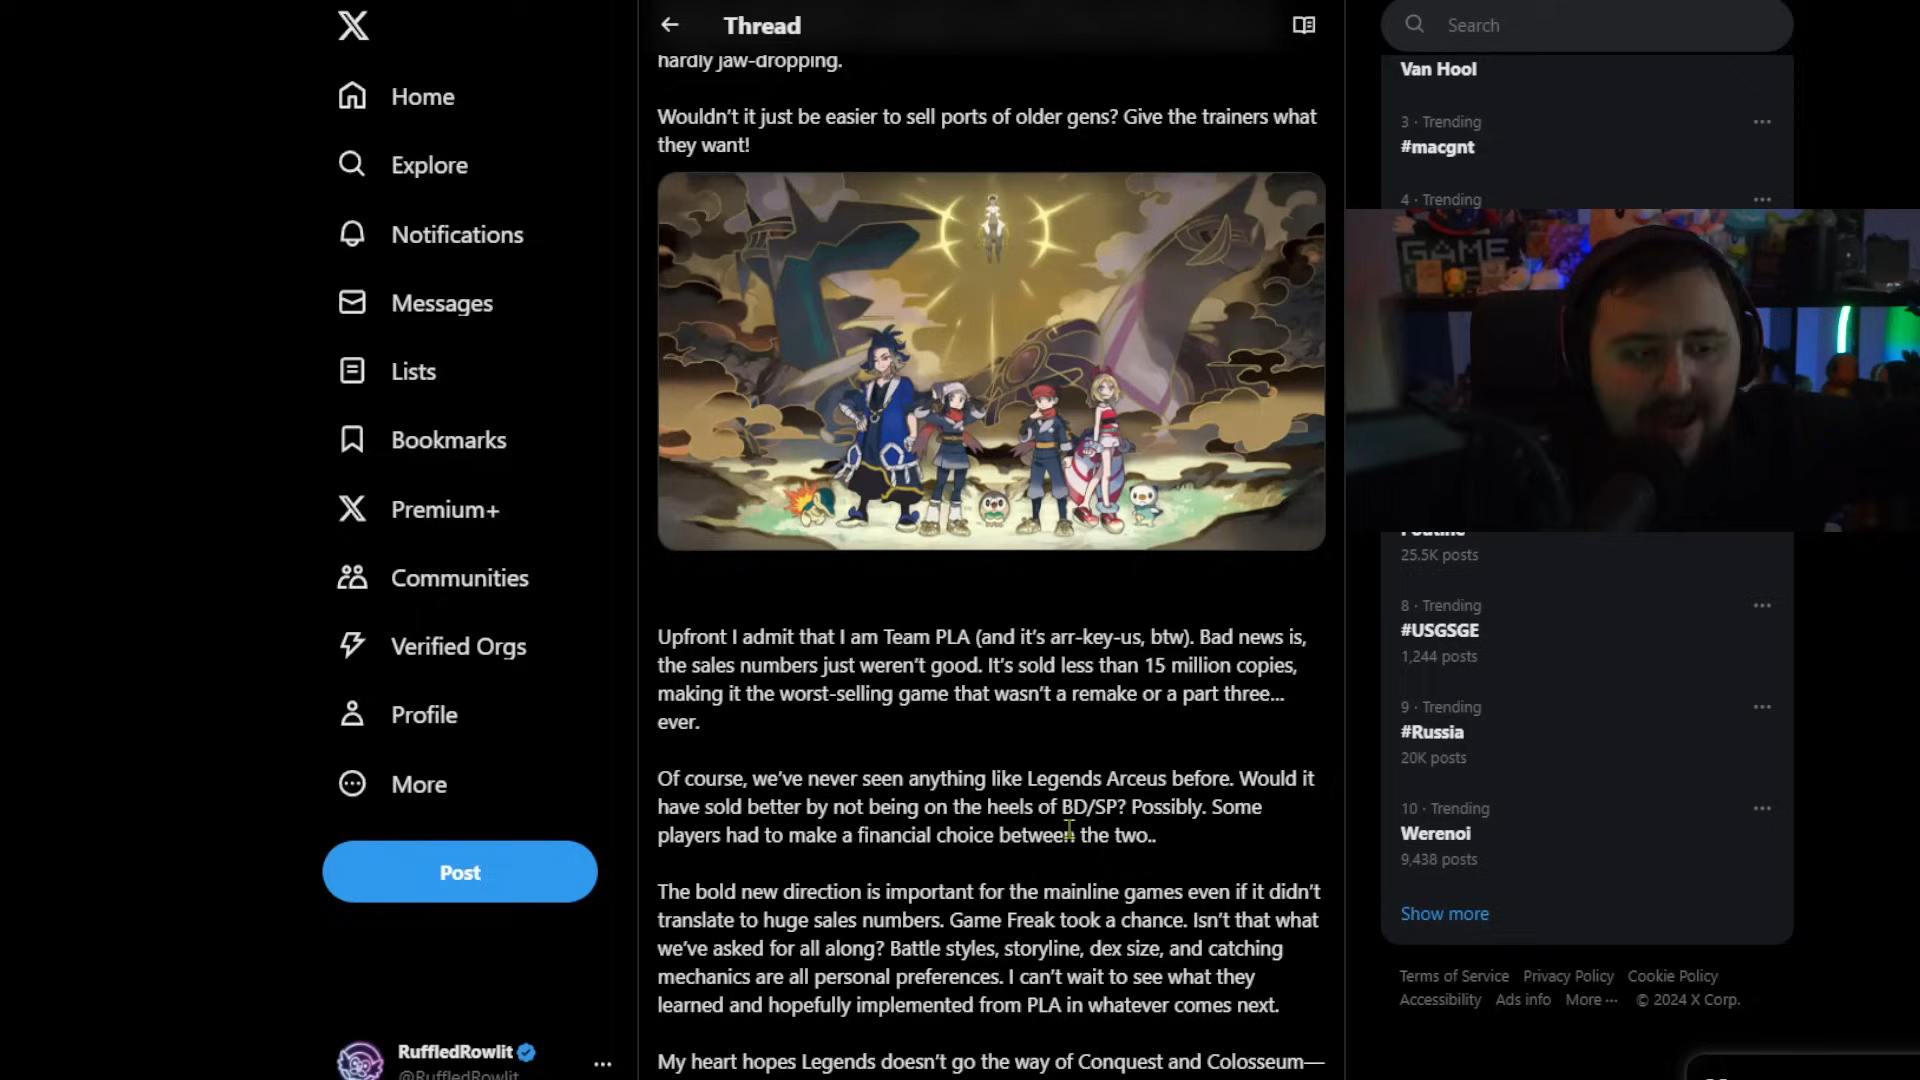 Home
Explore
Notifications
Messages
Lists
Bookmarks
Premium+
Communities
Verified Orgs
Profile
More
Post
RuffledRowlit
@RuffledRowlit
Thread
hardly jaw-dropping.
Wouldn't it just be easier to sell ports of older gens? Give the trainers what
they want!
Upfront I admit that I am Team PLA (and it's arr-key-us, btw). Bad news is,
the sales numbers just weren't good. It's sold less than 15 million copies,
making it the worst-selling game that wasn't a remake or a part three...
ever.
Of course, we've never seen anything like Legends Arceus before. Would it
have sold better by not being on the heels of BD/SP? Possibly. Some
players had to make a financial choice between the two..
The bold new direction is important for the mainline games even if it didn't
translate to huge sales numbers. Game Freak took a chance. Isn't that what
we've asked for all along? Battle styles, storyline, dex size, and catching
mechanics are all personal preferences. I can't wait to see what they
learned and hopefully implemented from PLA in whatever comes next.
My heart hopes Legends doesn't go the way of Conquest and Colosseum—
Search
Van Hool
3 · Trending
#macgnt
4 · Trending
GAME
25.5K posts
8 · Trending
#USGSGE
1,244 posts
9 · Trending
#Russia
20K posts
10 · Trending
Werenoi
9,438 posts
Show more
Terms of Service Privacy Policy Cookie Policy
Accessibility Ads info More ··· © 2024 X Corp.